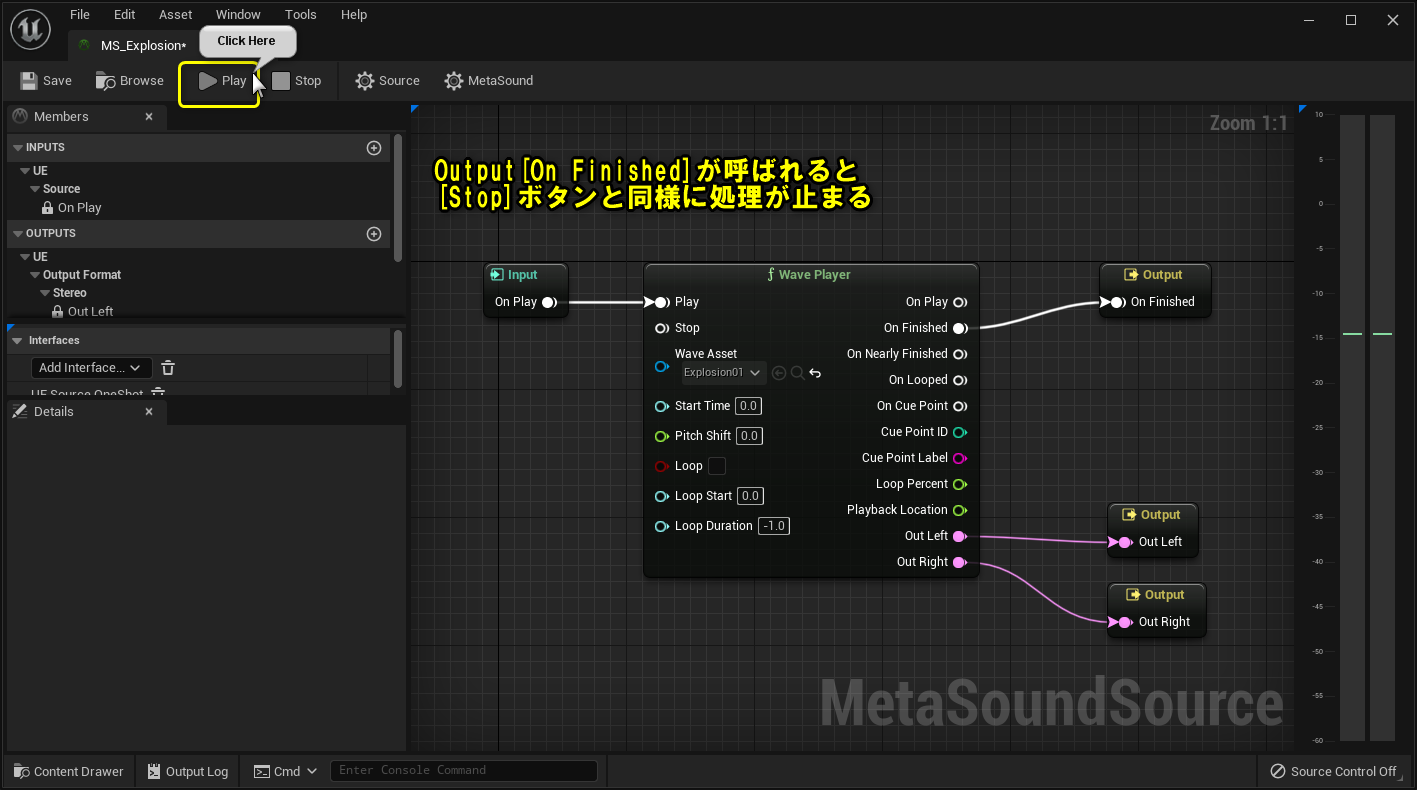 File Edit Asset Window Tools Help
MS_Explosion*
Click Here
Save Browse Play Stop Source MetaSound
Members
INPUTS
UE
Source
On Play
OUTPUTS
UE
Output Format
Stereo
Out Left
Interfaces
Add Interface...
UE.Source.OneShot
Details
Zoom 1:1
Output[On Finished]が呼ばれると
[Stop]ボタンと同様に処理が止まる
Input
On Play
Wave Player
Play
Stop
Wave Asset
Explosion01
Start Time 0.0
Pitch Shift 0.0
Loop
Loop Start 0.0
Loop Duration -1.0
On Play
On Finished
On Nearly Finished
On Looped
On Cue Point
Cue Point ID
Cue Point Label
Loop Percent
Playback Location
Out Left
Out Right
Output
On Finished
Output
Out Left
Output
Out Right
MetaSoundSource
10
5
0
-5
-10
-15
-20
-25
-30
-35
-40
-45
-50
-55
-60
Content Drawer Output Log Cmd Enter Console Command Source Control Off